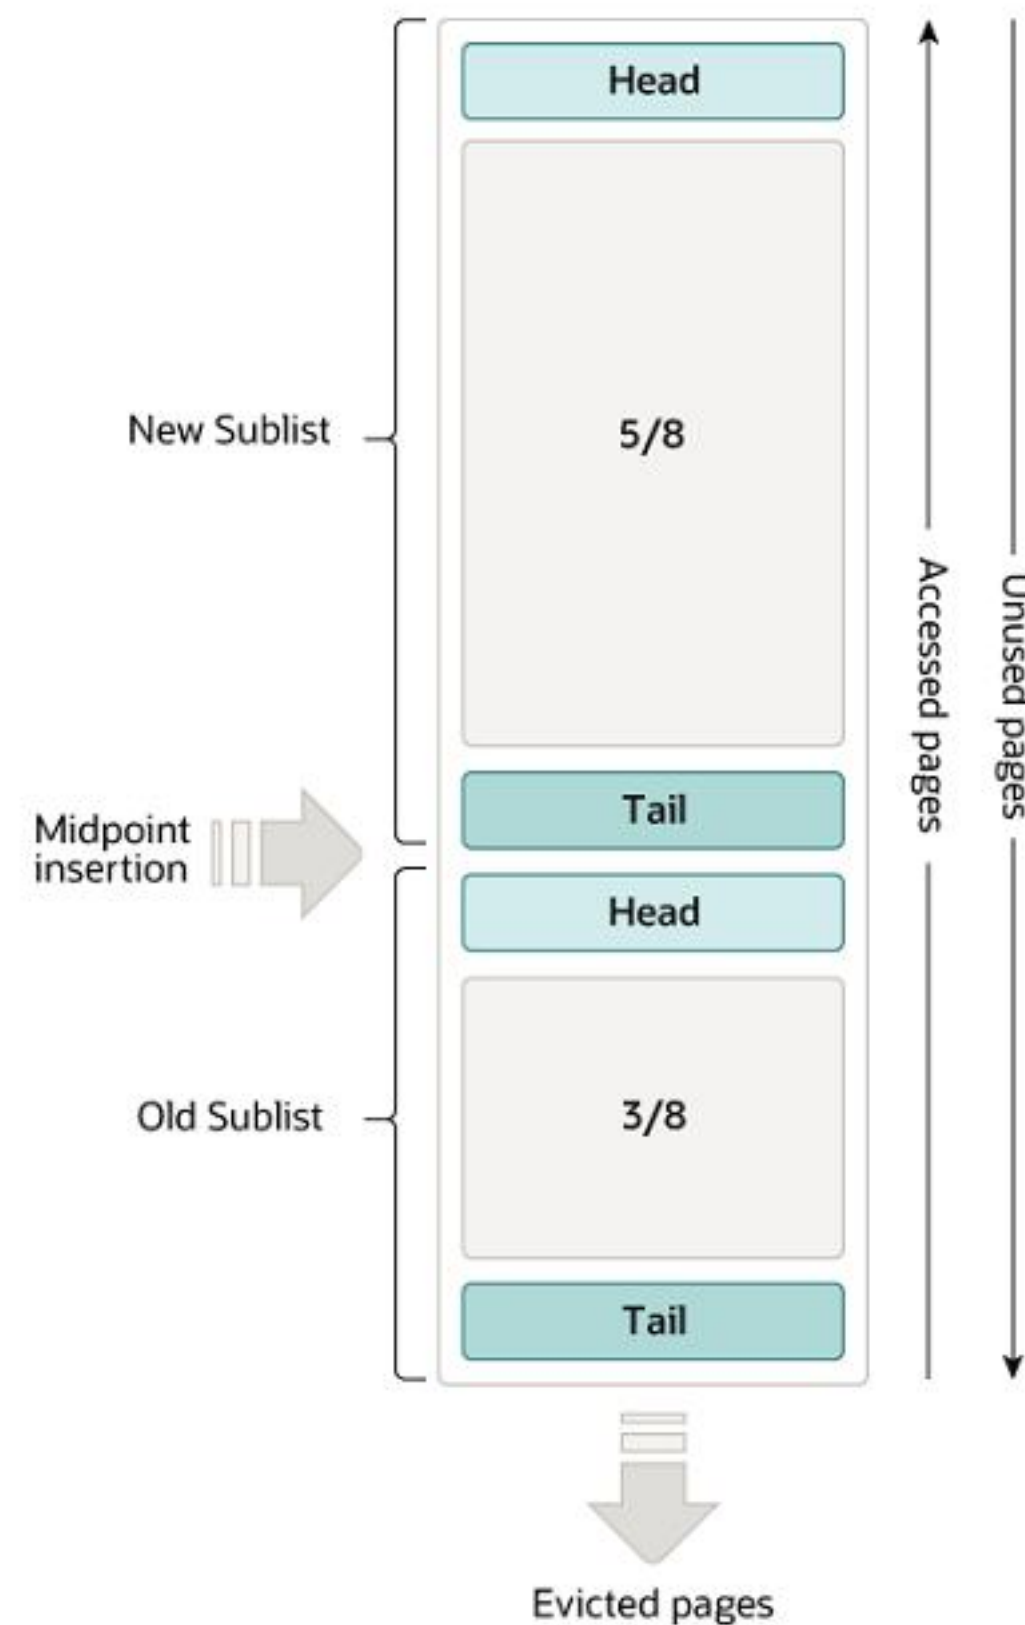 Head
New Sublist
5/8
Accessed pages
Unused pages
Tail
Midpoint
insertion
Head
Old Sublist
3/8
Tail
Evicted pages